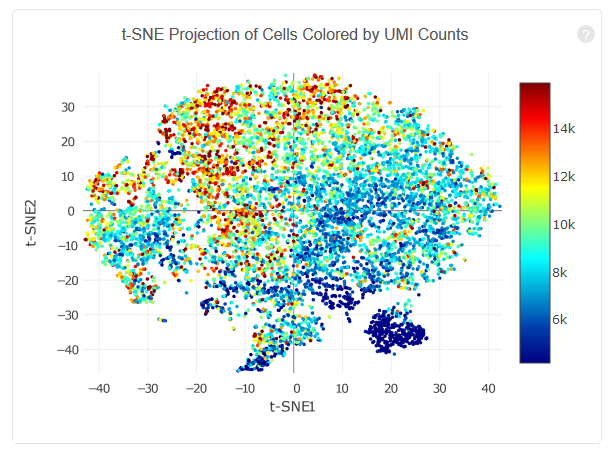 t-SNE Projection of Cells Colored by UMI Counts
?
30
20
10
0
−10
−20
−30
−40
t-SNE2
−40 −30 −20 −10 0 10 20 30 40
t-SNE1
14k
12k
10k
8k
6k